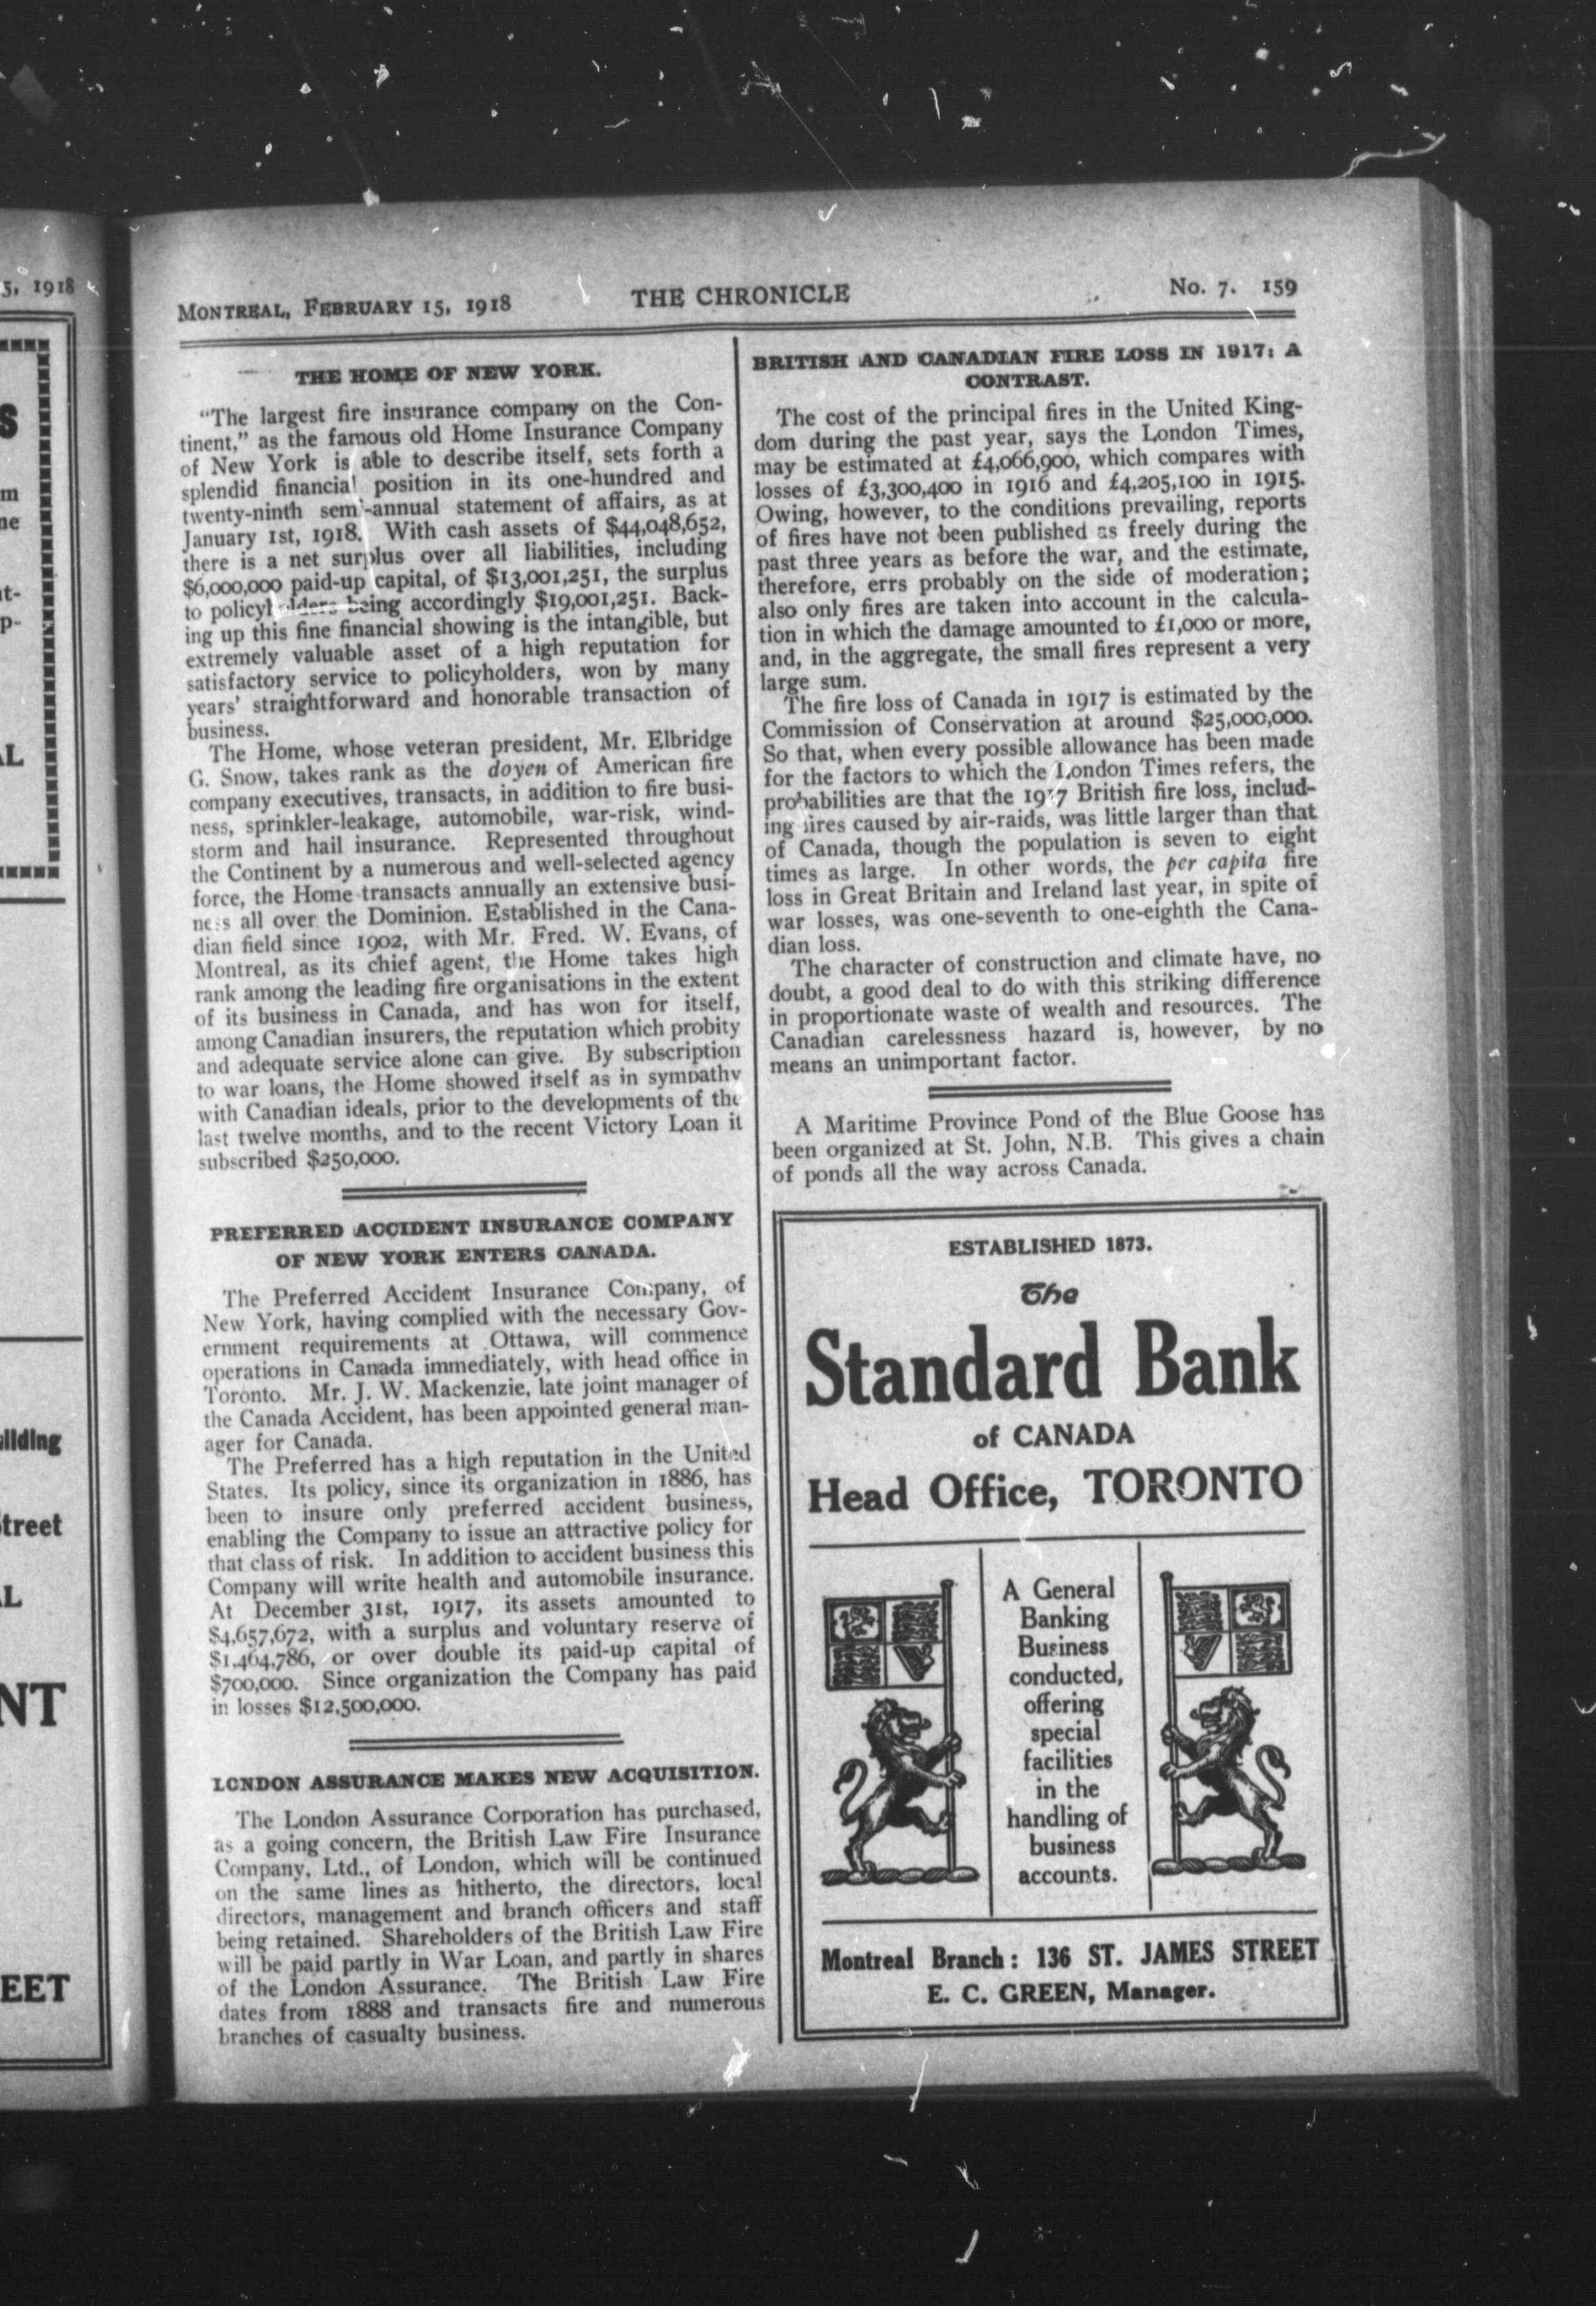 5, 1918
S
m
ne
nt-
p-
AL
uilding
treet
AL
NT
EET
MONTREAL, FEBRUARY 15, 1918 THE CHRONICLE No. 7. 159
THE HOME OF NEW YORK.
"The largest fire insurance company on the Con-
tinent," as the famous old Home Insurance Company
of New York is able to describe itself, sets forth a
splendid financial position in its one-hundred and
twenty-ninth semi-annual statement of affairs, as at
January 1st, 1918. With cash assets of $44,048,652,
there is a net surplus over all liabilities, including
$6,000,000 paid-up capital, of $13,001,251, the surplus
to policyholders being accordingly $19,001,251. Back-
ing up this fine financial showing is the intangible, but
extremely valuable asset of a high reputation for
satisfactory service to policyholders, won by many
years' straightforward and honorable transaction of
business.
The Home, whose veteran president, Mr. Elbridge
G. Snow, takes rank as the doyen of American fire
company executives, transacts, in addition to fire busi-
ness, sprinkler-leakage, automobile, war-risk, wind-
storm and hail insurance. Represented throughout
the Continent by a numerous and well-selected agency
force, the Home transacts annually an extensive busi-
ness all over the Dominion. Established in the Cana-
dian field since 1902, with Mr. Fred. W. Evans, of
Montreal, as its chief agent, the Home takes high
rank among the leading fire organisations in the extent
of its business in Canada, and has won for itself,
among Canadian insurers, the reputation which probity
and adequate service alone can give. By subscription
to war loans, the Home showed itself as in sympathy
with Canadian ideals, prior to the developments of the
last twelve months, and to the recent Victory Loan it
subscribed $250,000.
PREFERRED ACCIDENT INSURANCE COMPANY
OF NEW YORK ENTERS CANADA.
The Preferred Accident Insurance Company, of
New York, having complied with the necessary Gov-
ernment requirements at Ottawa, will commence
operations in Canada immediately, with head office in
Toronto. Mr. J. W. Mackenzie, late joint manager of
the Canada Accident, has been appointed general man-
ager for Canada.
The Preferred has a high reputation in the United
States. Its policy, since its organization in 1886, has
been to insure only preferred accident business,
enabling the Company to issue an attractive policy for
that class of risk. In addition to accident business this
Company will write health and automobile insurance.
At December 31st, 1917, its assets amounted to
$4,657,672, with a surplus and voluntary reserve of
$1,464,786, or over double its paid-up capital of
$700,000. Since organization the Company has paid
in losses $12,500,000.
LONDON ASSURANCE MAKES NEW ACQUISITION.
The London Assurance Corporation has purchased,
as a going concern, the British Law Fire Insurance
Company, Ltd., of London, which will be continued
on the same lines as hitherto, the directors, local
directors, management and branch officers and staff
being retained. Shareholders of the British Law Fire
will be paid partly in War Loan, and partly in shares
of the London Assurance. The British Law Fire
dates from 1888 and transacts fire and numerous
branches of casualty business.
BRITISH AND CANADIAN FIRE LOSS IN 1917: A
CONTRAST.
The cost of the principal fires in the United King-
dom during the past year, says the London Times,
may be estimated at £4,066,900, which compares with
losses of £3,300,400 in 1916 and £4,205,100 in 1915.
Owing, however, to the conditions prevailing, reports
of fires have not been published as freely during the
past three years as before the war, and the estimate,
therefore, errs probably on the side of moderation;
also only fires are taken into account in the calcula-
tion in which the damage amounted to £1,000 or more,
and, in the aggregate, the small fires represent a very
large sum.
The fire loss of Canada in 1917 is estimated by the
Commission of Conservation at around $25,000,000.
So that, when every possible allowance has been made
for the factors to which the London Times refers, the
probabilities are that the 1917 British fire loss, includ-
ing fires caused by air-raids, was little larger than that
of Canada, though the population is seven to eight
times as large. In other words, the per capita fire
loss in Great Britain and Ireland last year, in spite of
war losses, was one-seventh to one-eighth the Cana-
dian loss.
The character of construction and climate have, no
doubt, a good deal to do with this striking difference
in proportionate waste of wealth and resources. The
Canadian carelessness hazard is, however, by no
means an unimportant factor.
A Maritime Province Pond of the Blue Goose has
been organized at St. John, N.B. This gives a chain
of ponds all the way across Canada.
ESTABLISHED 1873.
The
Standard Bank
of CANADA
Head Office, TORONTO
A General
Banking
Business
conducted,
offering
special
facilities
in the
handling of
business
accounts.
Montreal Branch: 136 ST. JAMES STREET
E. C. GREEN, Manager.